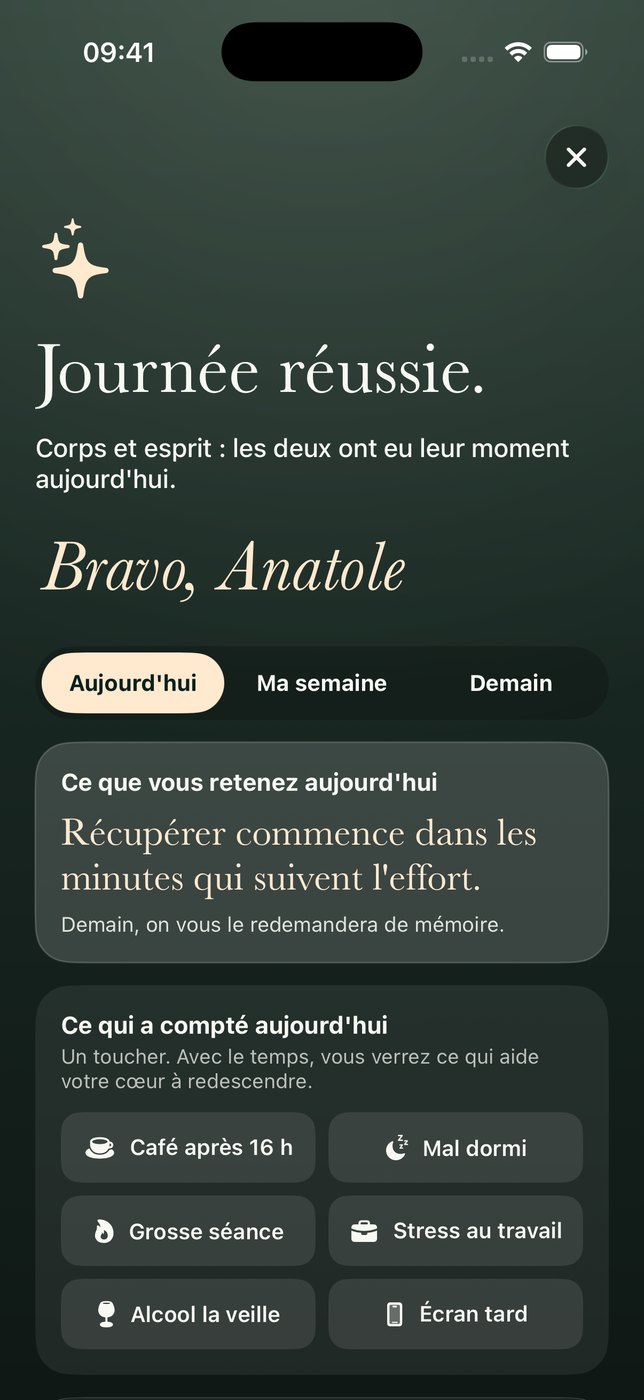 09:41
Journée réussie.
Corps et esprit : les deux ont eu leur moment
aujourd'hui.
Bravo, Anatole
Aujourd'hui
Ma semaine
Demain
Ce que vous retenez aujourd'hui
Récupérer commence dans les
minutes qui suivent l'effort.
Demain, on vous le redemandera de mémoire.
Ce qui a compté aujourd'hui
Un toucher. Avec le temps, vous verrez ce qui aide
votre cœur à redescendre.
Café après 16 h
Mal dormi
Grosse séance
Stress au travail
Alcool la veille
Écran tard